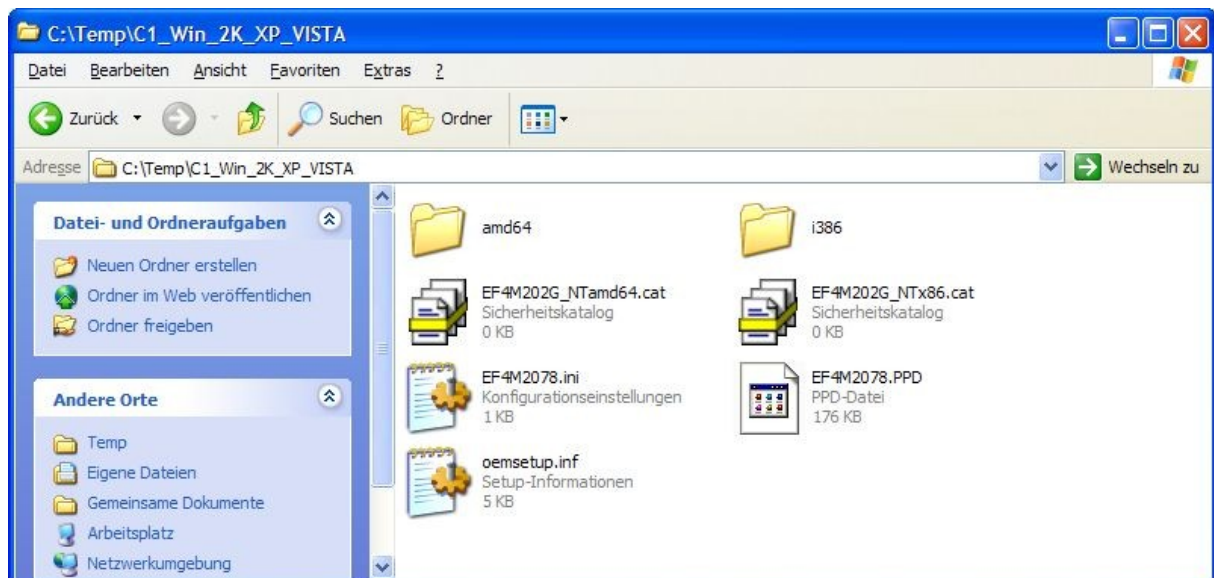 C:\Temp\C1_Win_2K_XP_VISTA
Datei Bearbeiten Ansicht Favoriten Extras ?
Zurück Suchen Ordner
Adresse C:\Temp\C1_Win_2K_XP_VISTA Wechseln zu
Datei- und Ordneraufgaben
Neuen Ordner erstellen
Ordner im Web veröffentlichen
Ordner freigeben
Andere Orte
Temp
Eigene Dateien
Gemeinsame Dokumente
Arbeitsplatz
Netzwerkumgebung
amd64
i386
EF4M202G_NTamd64.cat
Sicherheitskatalog
0 KB
EF4M202G_NTx86.cat
Sicherheitskatalog
0 KB
EF4M2078.ini
Konfigurationseinstellungen
1 KB
EF4M2078.PPD
PPD-Datei
176 KB
oemsetup.inf
Setup-Informationen
5 KB